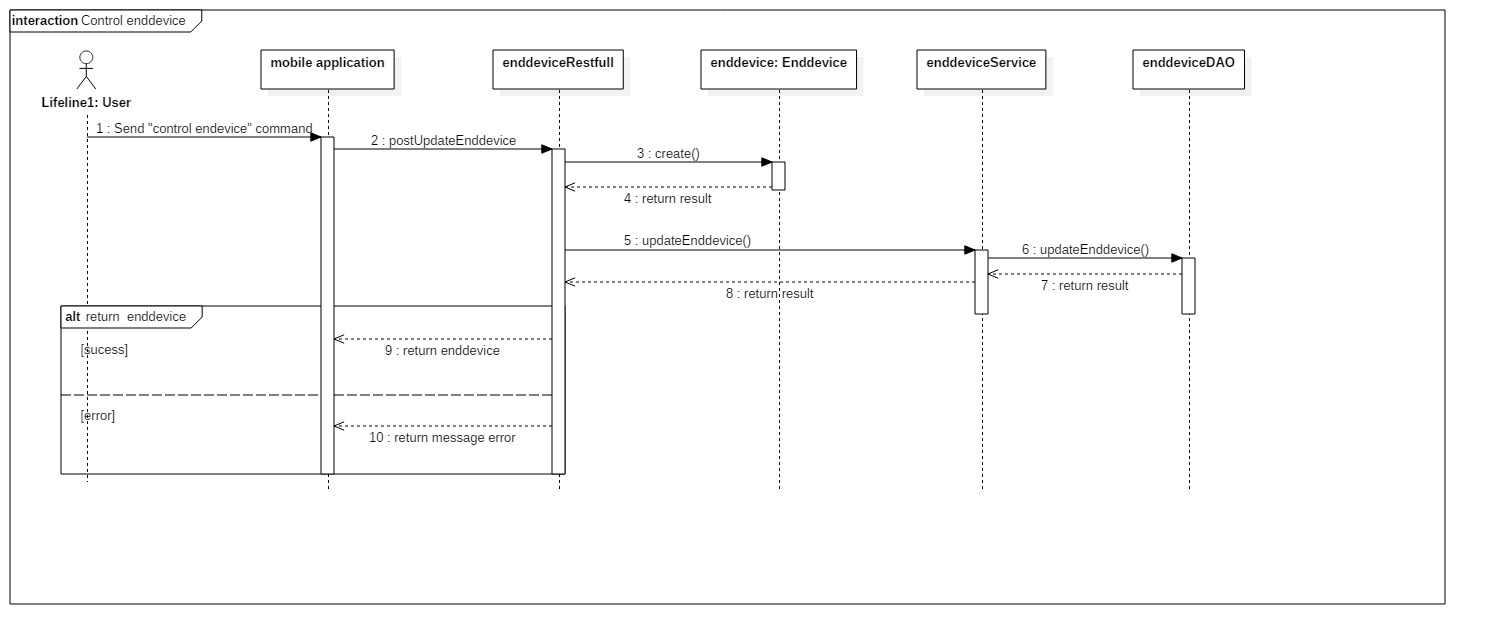 interaction Control enddevice
mobile application
enddeviceRestfull
enddevice: Enddevice
enddeviceService
enddeviceDAO
Lifeline1: User
1 : Send "control endevice" command
2 : postUpdateEnddevice
3 : create()
4 : return result
5 : updateEnddevice()
6 : updateEnddevice()
7 : return result
8 : return result
alt return enddevice
[sucess]
9 : return enddevice
[error]
10 : return message error